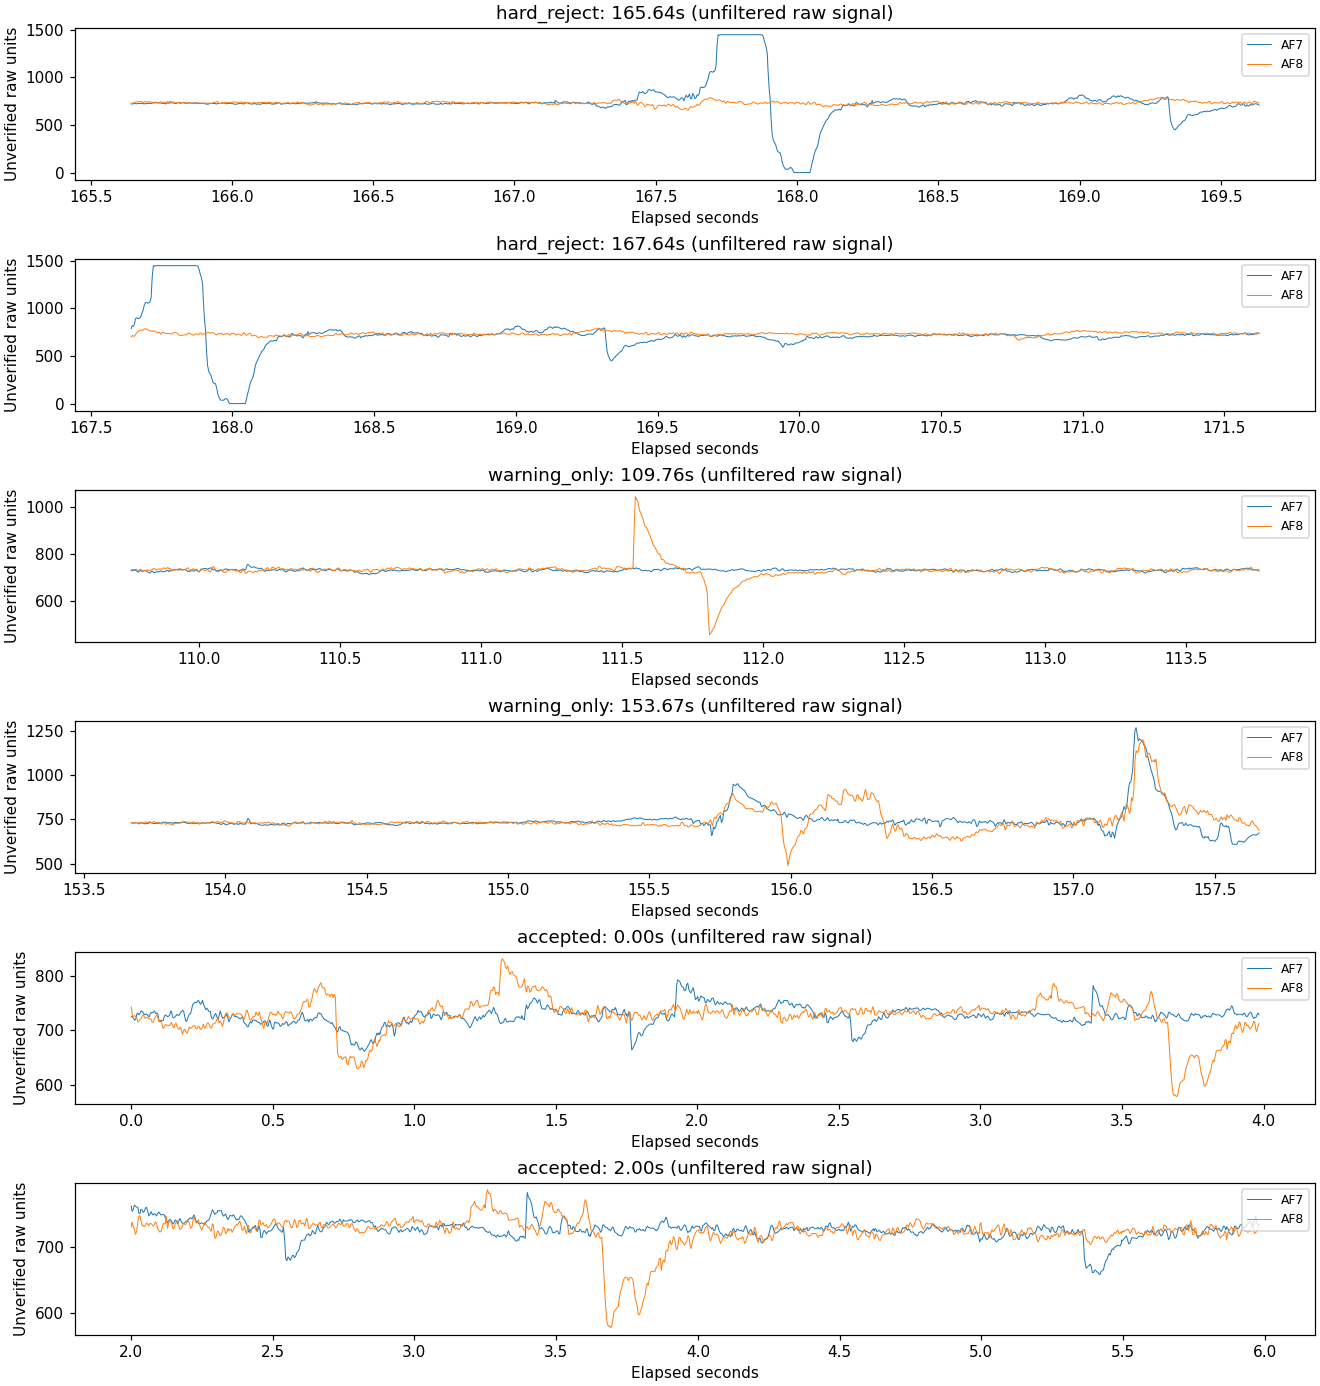 hard_reject: 165.64s (unfiltered raw signal)
Unverified raw units
1500
1000
500
0
AF7
AF8
165.5 166.0 166.5 167.0 167.5 168.0 168.5 169.0 169.5
Elapsed seconds
hard_reject: 167.64s (unfiltered raw signal)
Unverified raw units
1500
1000
500
0
AF7
AF8
167.5 168.0 168.5 169.0 169.5 170.0 170.5 171.0 171.5
Elapsed seconds
warning_only: 109.76s (unfiltered raw signal)
Unverified raw units
1000
800
600
AF7
AF8
110.0 110.5 111.0 111.5 112.0 112.5 113.0 113.5
Elapsed seconds
warning_only: 153.67s (unfiltered raw signal)
Unverified raw units
1250
1000
750
500
AF7
AF8
153.5 154.0 154.5 155.0 155.5 156.0 156.5 157.0 157.5
Elapsed seconds
accepted: 0.00s (unfiltered raw signal)
Unverified raw units
800
700
600
AF7
AF8
0.0 0.5 1.0 1.5 2.0 2.5 3.0 3.5 4.0
Elapsed seconds
accepted: 2.00s (unfiltered raw signal)
Unverified raw units
700
600
AF7
AF8
2.0 2.5 3.0 3.5 4.0 4.5 5.0 5.5 6.0
Elapsed seconds